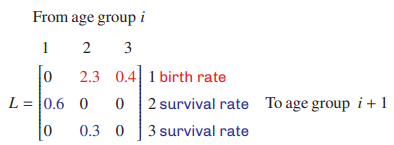 From age group i
1 2 3
0 2.3 0.4 1 birth rate
L = 0.6 0 0 2 survival rate To age group i + 1
0 0.3 0 3 survival rate